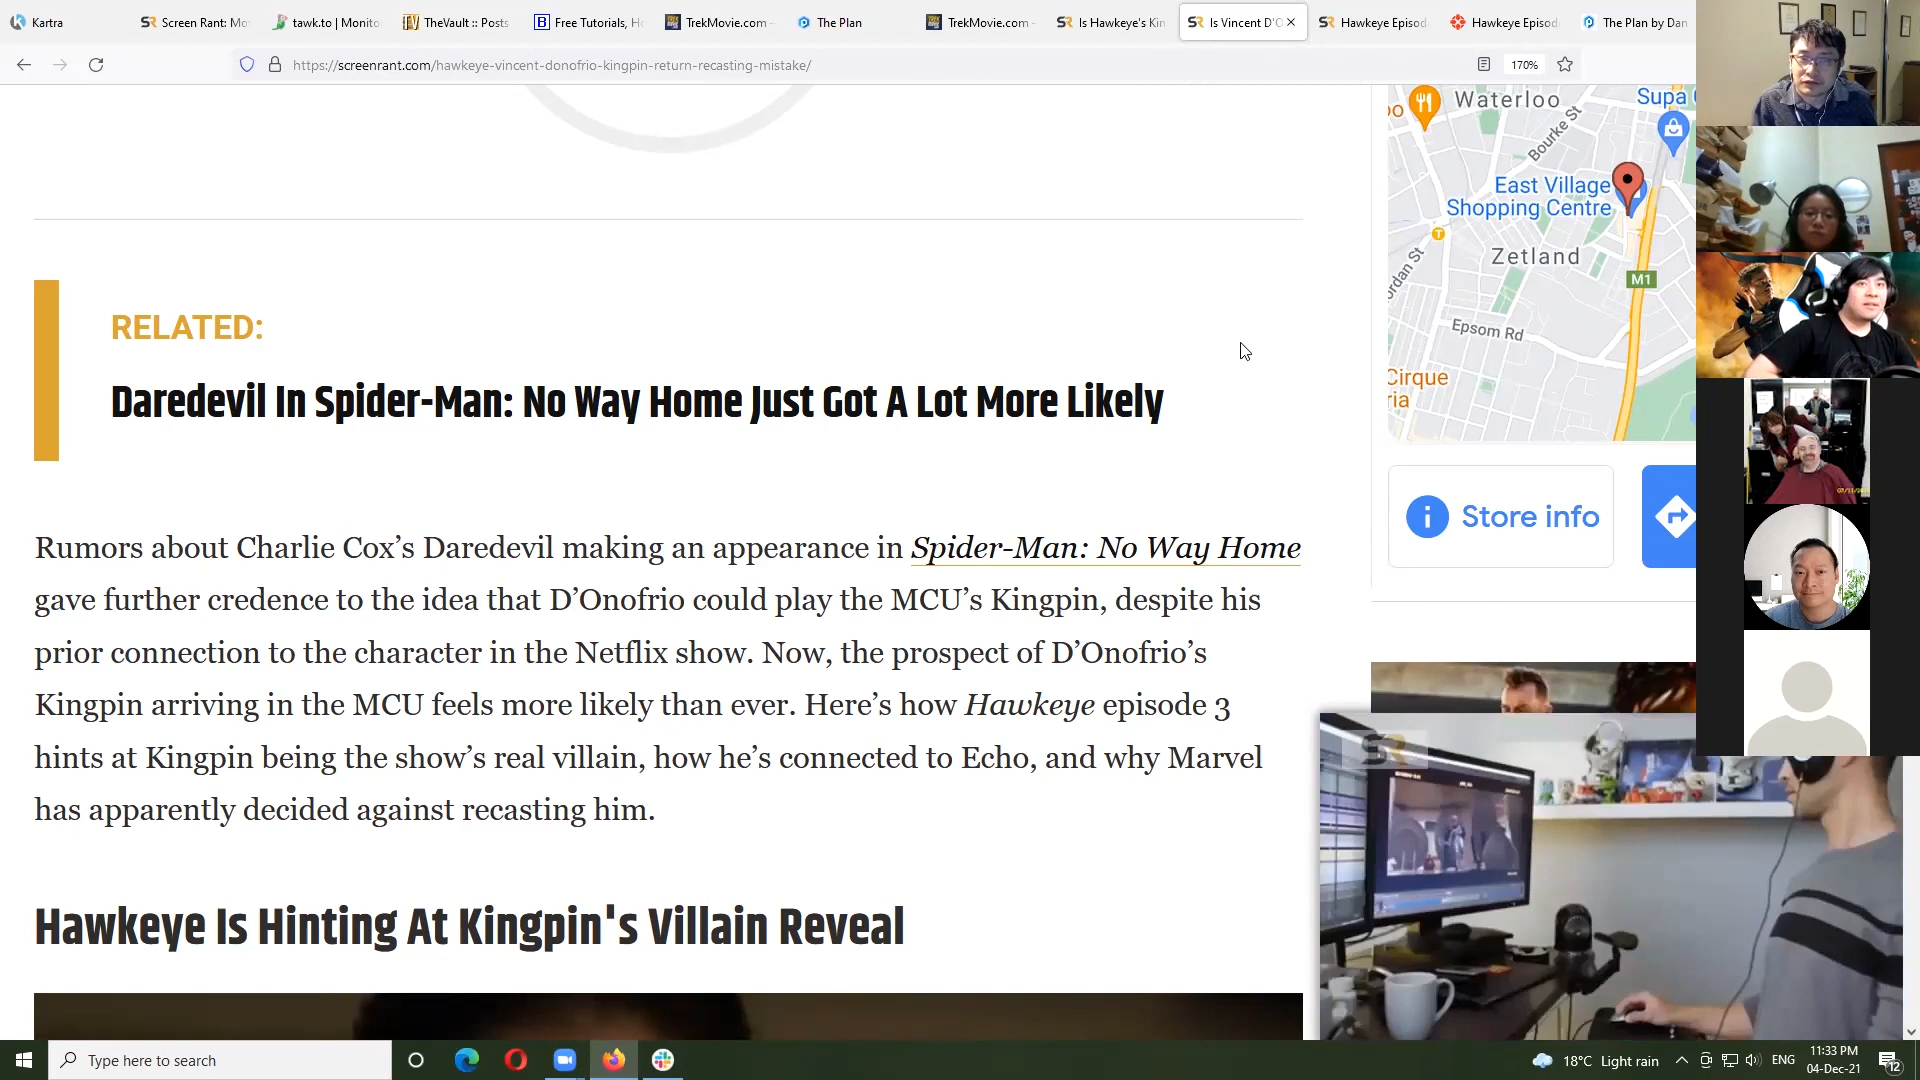 Kartra
Screen Rant: Mo
tawk.to | Monito
TheVault :: Posts
Free Tutorials, H
TrekMovie.com -
The Plan
TrekMovie.com -
Is Hawkeye's Kin
Is Vincent D'O
Hawkeye Episod
Hawkeye Episod
The Plan by Dan
https://screenrant.com/hawkeye-vincent-donofrio-kingpin-return-recasting-mistake/
170%
Waterloo
Supa
Bourke St
East Village
Shopping Centre
Zetland
M1
Epsom Rd
Cirque
Store info
RELATED:
Daredevil In Spider-Man: No Way Home Just Got A Lot More Likely
Rumors about Charlie Cox’s Daredevil making an appearance in Spider-Man: No Way Home
gave further credence to the idea that D’Onofrio could play the MCU’s Kingpin, despite his
prior connection to the character in the Netflix show. Now, the prospect of D’Onofrio’s
Kingpin arriving in the MCU feels more likely than ever. Here’s how Hawkeye episode 3
hints at Kingpin being the show’s real villain, how he’s connected to Echo, and why Marvel
has apparently decided against recasting him.
Hawkeye Is Hinting At Kingpin's Villain Reveal
SR
Type here to search
18°C Light rain
ENG
11:33 PM
04-Dec-21
12